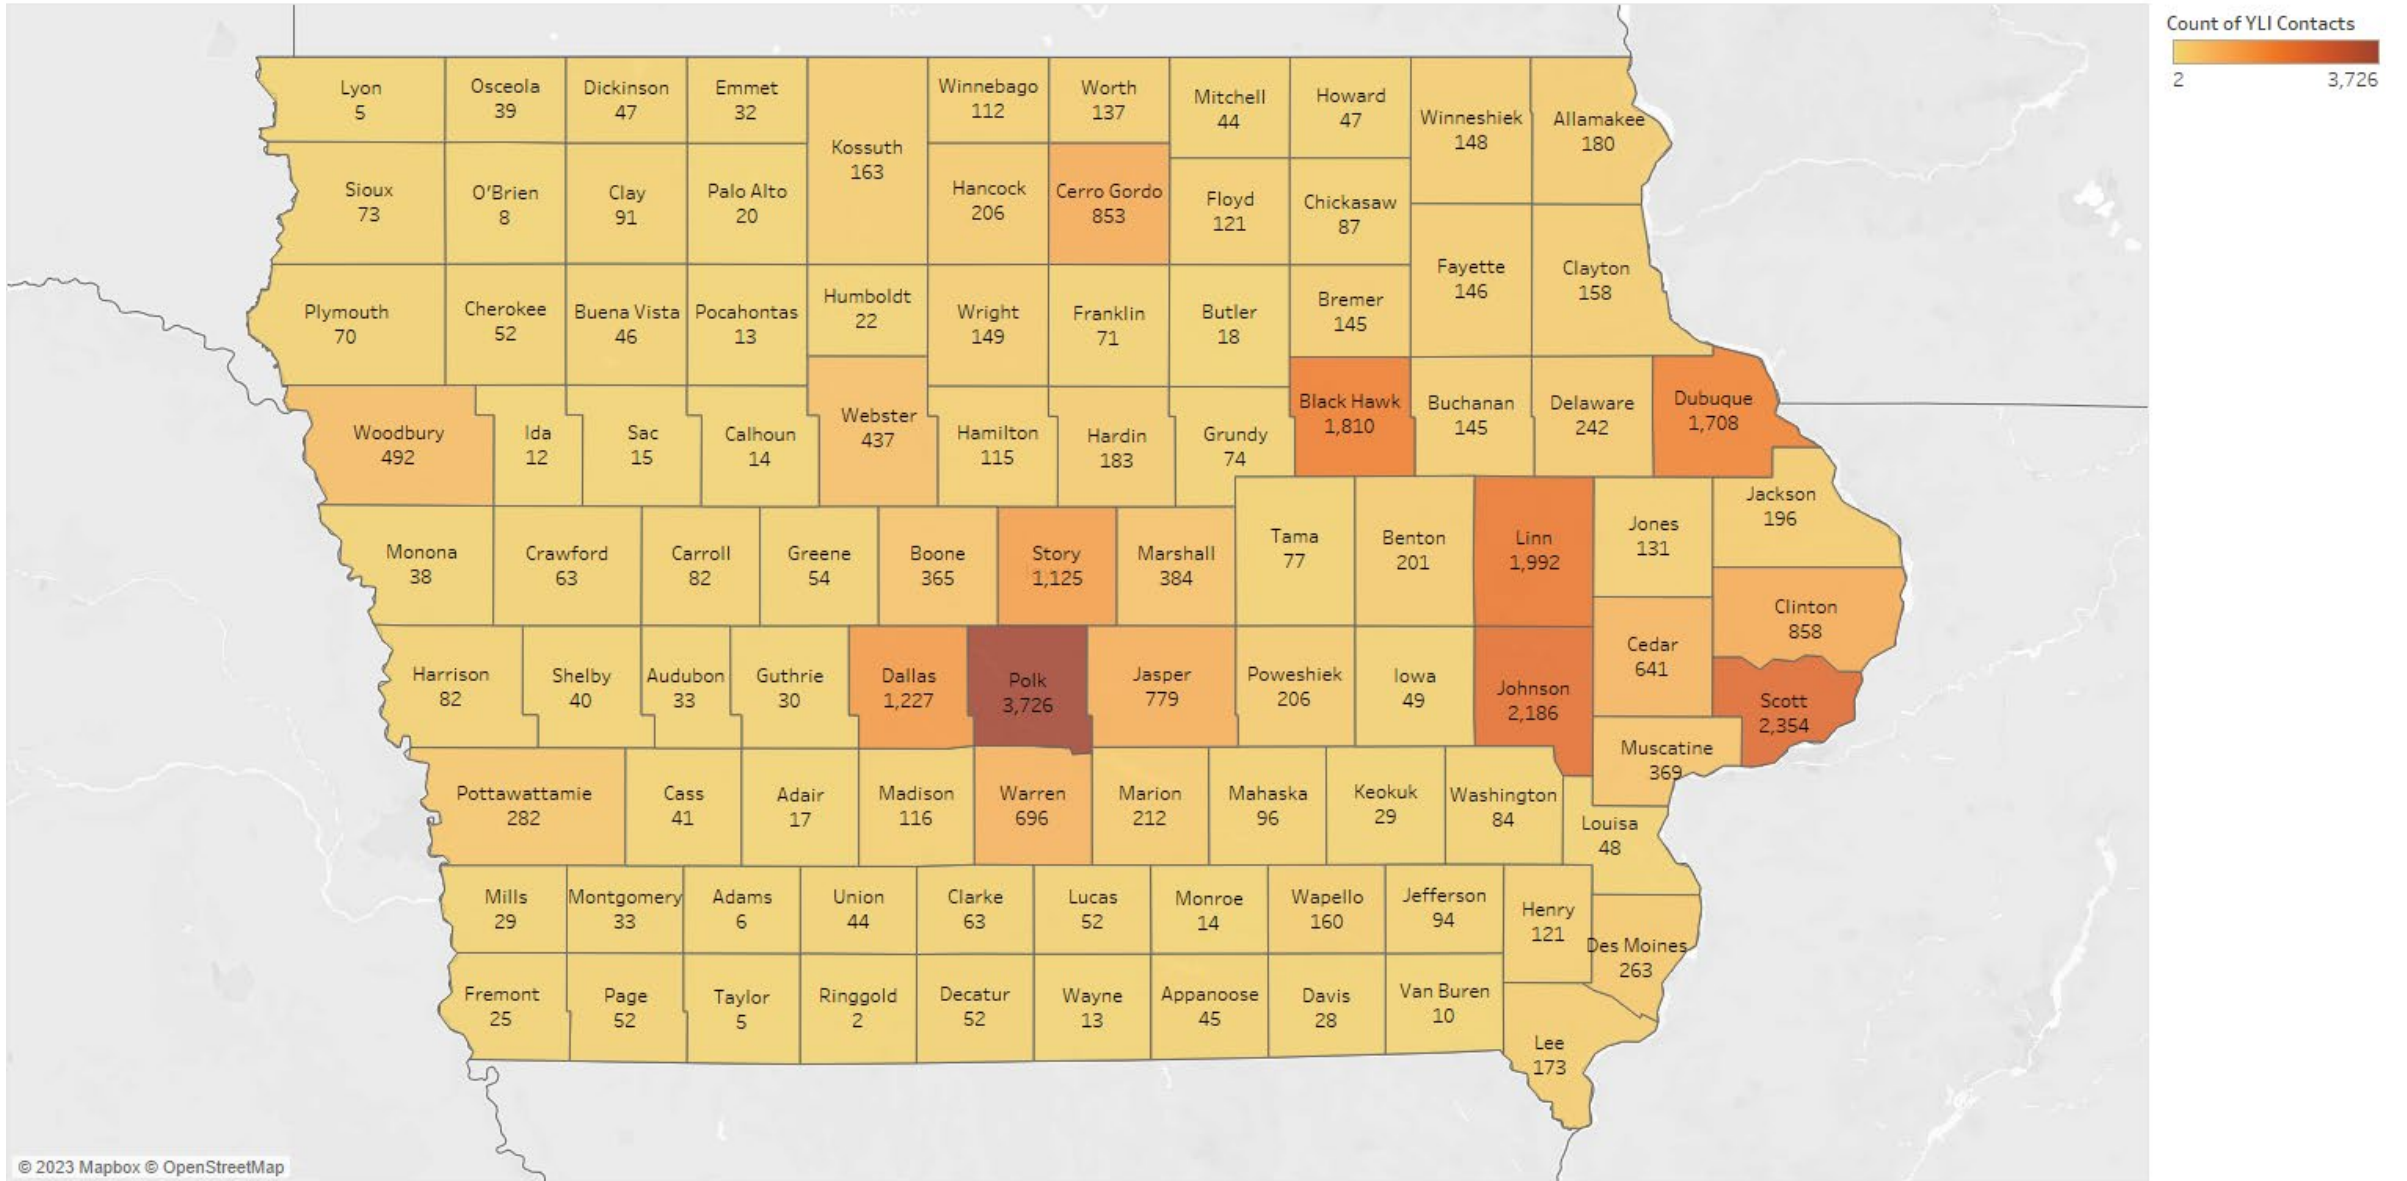 Count of YLI Contacts
2
3,726
Lyon
5
Osceola
39
Dickinson
47
Emmet
32
Kossuth
163
Winnebago
112
Worth
137
Mitchell
44
Howard
47
Winneshiek
148
Allamakee
180
Sioux
73
O'Brien
8
Clay
91
Palo Alto
20
Hancock
206
Cerro Gordo
853
Floyd
121
Chickasaw
87
Fayette
146
Clayton
158
Plymouth
70
Cherokee
52
Buena Vista
46
Pocahontas
13
Humboldt
22
Wright
149
Franklin
71
Butler
18
Bremer
145
Woodbury
492
Ida
12
Sac
15
Calhoun
14
Webster
437
Hamilton
115
Hardin
183
Grundy
74
Black Hawk
1,810
Buchanan
145
Delaware
242
Dubuque
1,708
Monona
38
Crawford
63
Carroll
82
Greene
54
Boone
365
Story
1,125
Marshall
384
Tama
77
Benton
201
Linn
1,992
Jones
131
Jackson
196
Clinton
858
Harrison
82
Shelby
40
Audubon
33
Guthrie
30
Dallas
1,227
Polk
3,726
Jasper
779
Poweshiek
206
Iowa
49
Johnson
2,186
Cedar
641
Scott
2,354
Muscatine
369
Pottawattamie
282
Cass
41
Adair
17
Madison
116
Warren
696
Marion
212
Mahaska
96
Keokuk
29
Washington
84
Louisa
48
Mills
29
Montgomery
33
Adams
6
Union
44
Clarke
63
Lucas
52
Monroe
14
Wapello
160
Jefferson
94
Henry
121
Des Moines
263
Fremont
25
Page
52
Taylor
5
Ringgold
2
Decatur
52
Wayne
13
Appanoose
45
Davis
28
Van Buren
10
Lee
173
© 2023 Mapbox © OpenStreetMap